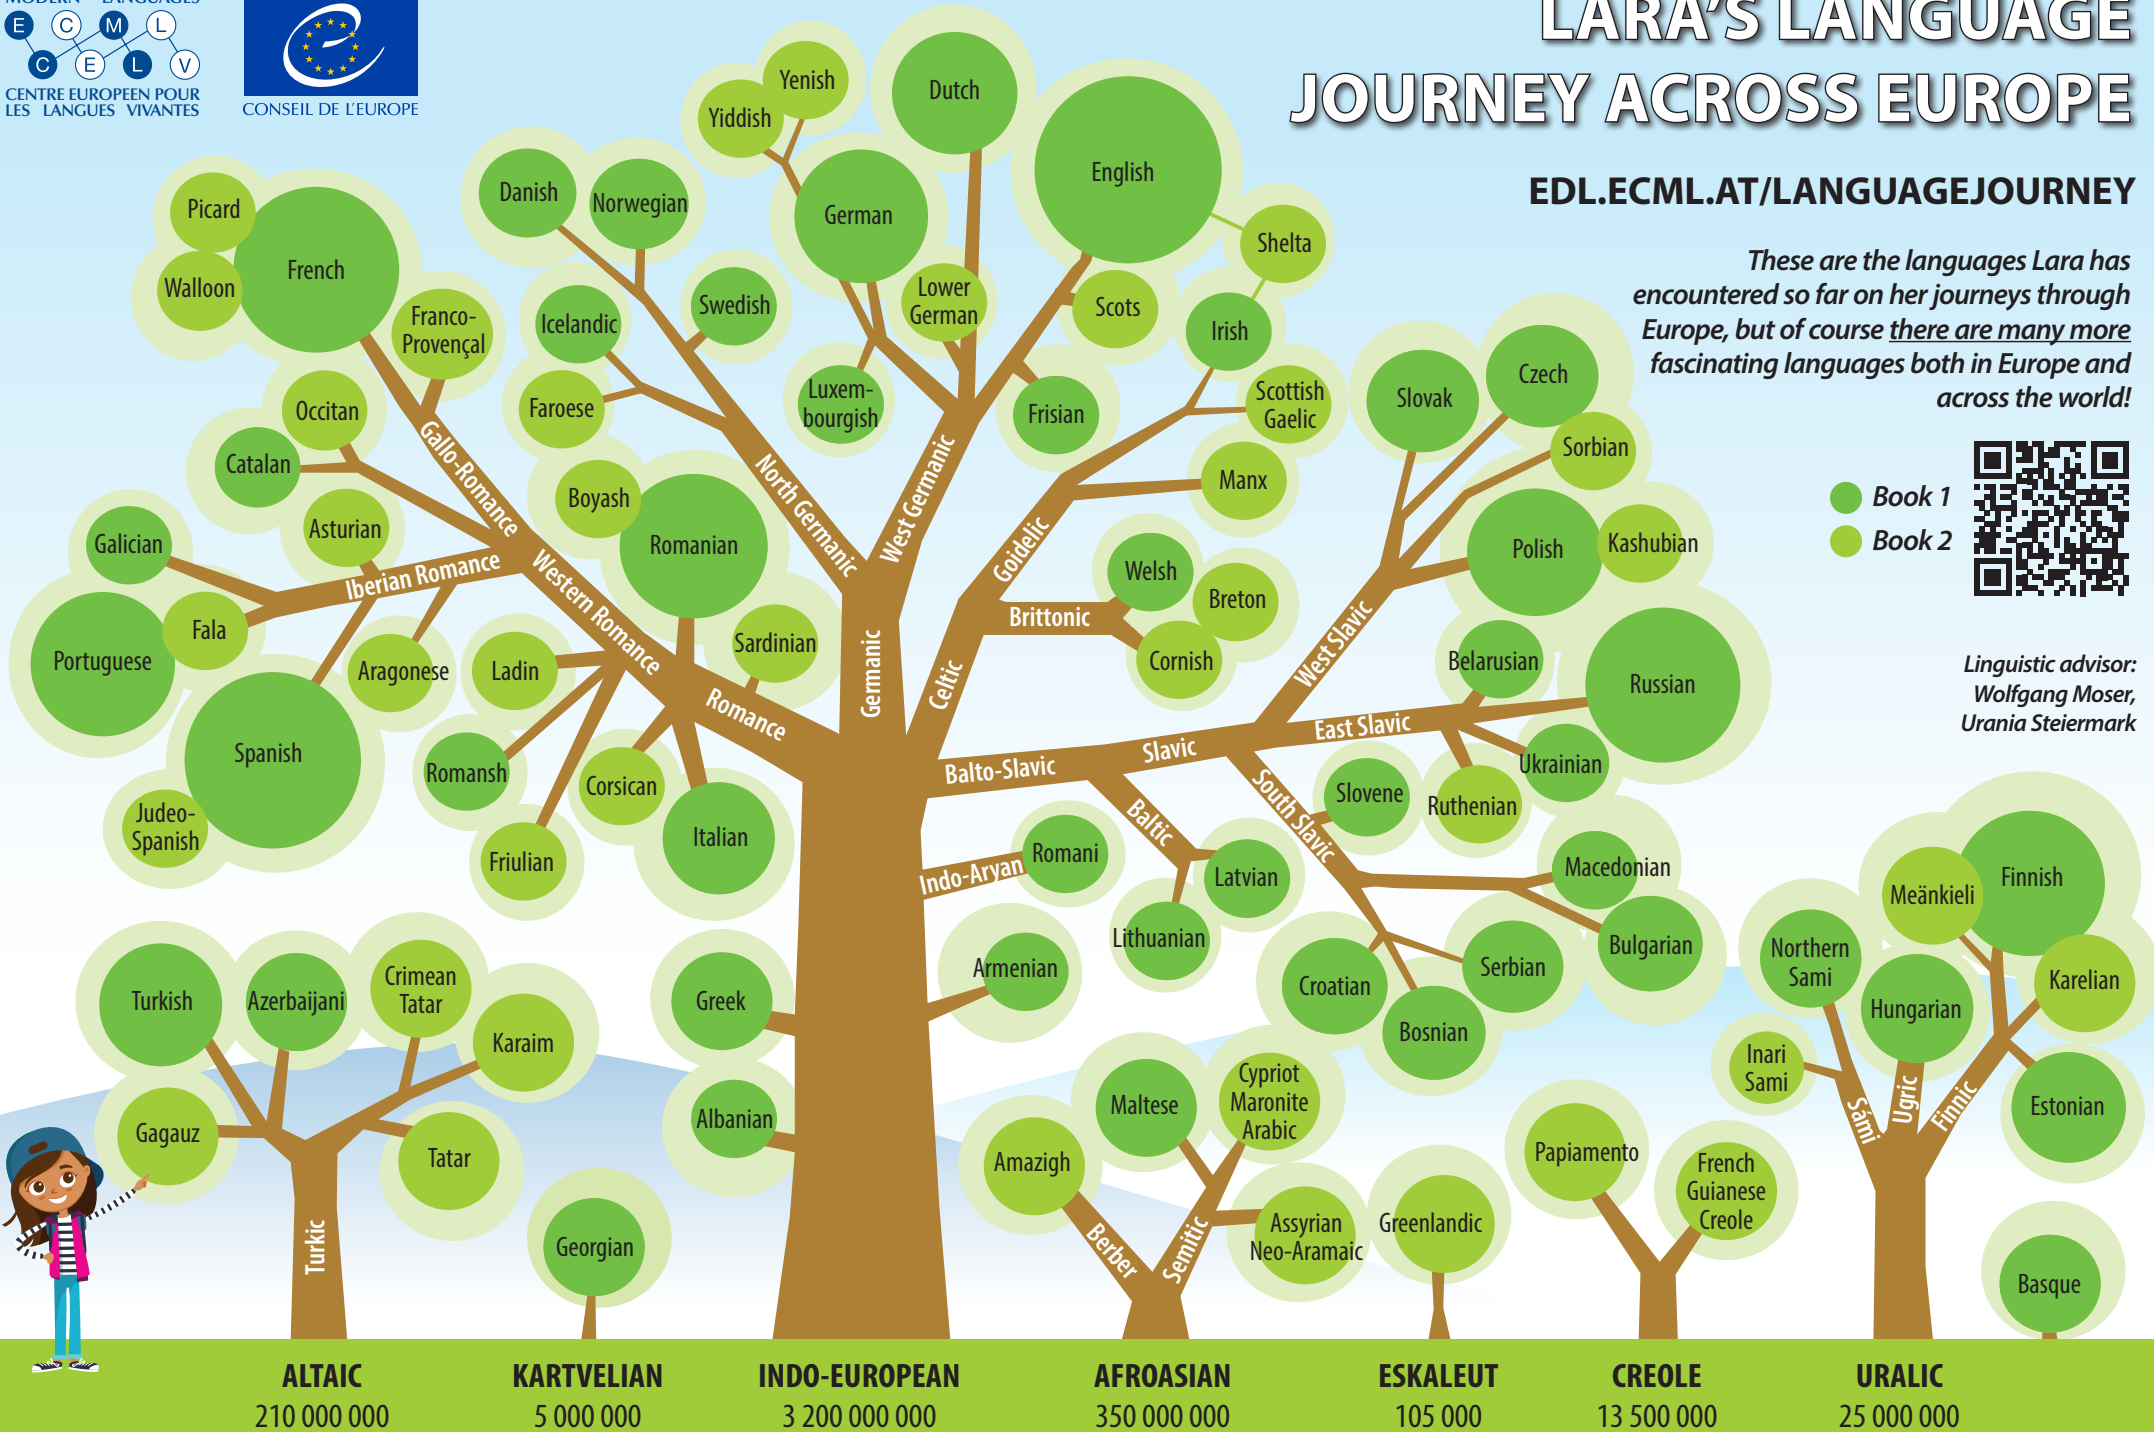 MODERN LANGUAGES
E C M L
C E L V
CENTRE EUROPEEN POUR
LES LANGUES VIVANTES
CONSEIL DE L'EUROPE
LARA'S LANGUAGE
JOURNEY ACROSS EUROPE
EDL.ECML.AT/LANGUAGEJOURNEY
These are the languages Lara has
encountered so far on her journeys through
Europe, but of course there are many more
fascinating languages both in Europe and
across the world!
Book 1
Book 2
Linguistic advisor:
Wolfgang Moser,
Urania Steiermark
Picard
French
Walloon
Franco-
Provençal
Occitan
Catalan
Gallo-Romance
Asturian
Galician
Iberian Romance
Portuguese
Fala
Spanish
Aragonese
Judeo-
Spanish
Western Romance
Ladin
Romansh
Friulian
Corsican
Italian
Boyash
Romanian
Sardinian
Romance
Danish
Norwegian
Icelandic
Swedish
Faroese
North Germanic
Yiddish
Yenish
German
Dutch
Luxem-
bourgish
Lower
German
English
Scots
Frisian
West Germanic
Germanic
Shelta
Irish
Scottish
Gaelic
Manx
Goidelic
Welsh
Breton
Cornish
Brittonic
Celtic
Slovak
Czech
Sorbian
Polish
Kashubian
West Slavic
Belarusian
Russian
Ukrainian
Ruthenian
East Slavic
Slavic
Balto-Slavic
Baltic
South Slavic
Slovene
Macedonian
Bulgarian
Serbian
Croatian
Bosnian
Latvian
Lithuanian
Indo-Aryan
Romani
Armenian
Greek
Albanian
Turkish
Azerbaijani
Crimean
Tatar
Karaim
Gagauz
Tatar
Turkic
Georgian
Maltese
Cypriot
Maronite
Arabic
Amazigh
Assyrian
Neo-Aramaic
Berber
Semitic
Greenlandic
Papiamento
French
Guianese
Creole
Meänkieli
Finnish
Northern
Sami
Hungarian
Karelian
Inari
Sami
Estonian
Sámi
Ugric
Finnic
Basque
ALTAIC
210 000 000
KARTVELIAN
5 000 000
INDO-EUROPEAN
3 200 000 000
AFROASIAN
350 000 000
ESKALEUT
105 000
CREOLE
13 500 000
URALIC
25 000 000